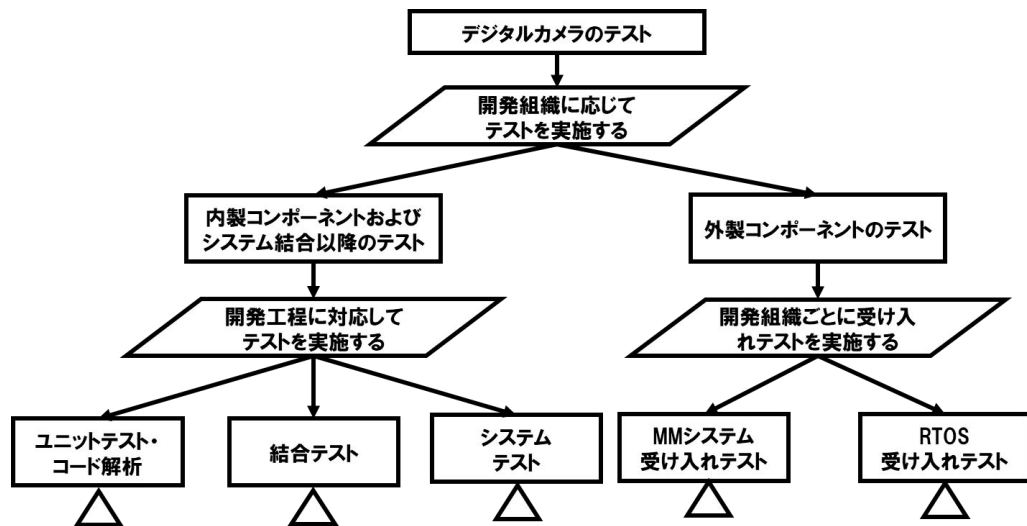 デジタルカメラのテスト
開発組織に応じて
テストを実施する
内製コンポーネントおよび
システム結合以降のテスト
外製コンポーネントのテスト
開発工程に対応して
テストを実施する
開発組織ごとに受け入
れテストを実施する
ユニットテスト・
コード解析
結合テスト
システム
テスト
MMシステム
受け入れテスト
RTOS
受け入れテスト